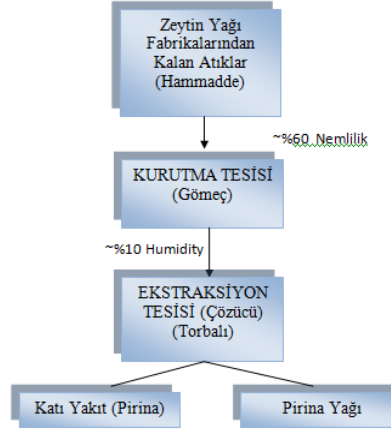 Zeytin Yağı
Fabrikalarından
Kalan Atıklar
(Hammadde)
~%60 Nemlilik
KURUTMA TESİSİ
(Gömeç)
~%10 Humidity
EKSTRAKSİYON
TESİSİ (Çözücü)
(Torbalı)
Katı Yakıt (Pirina)
Pirina Yağı